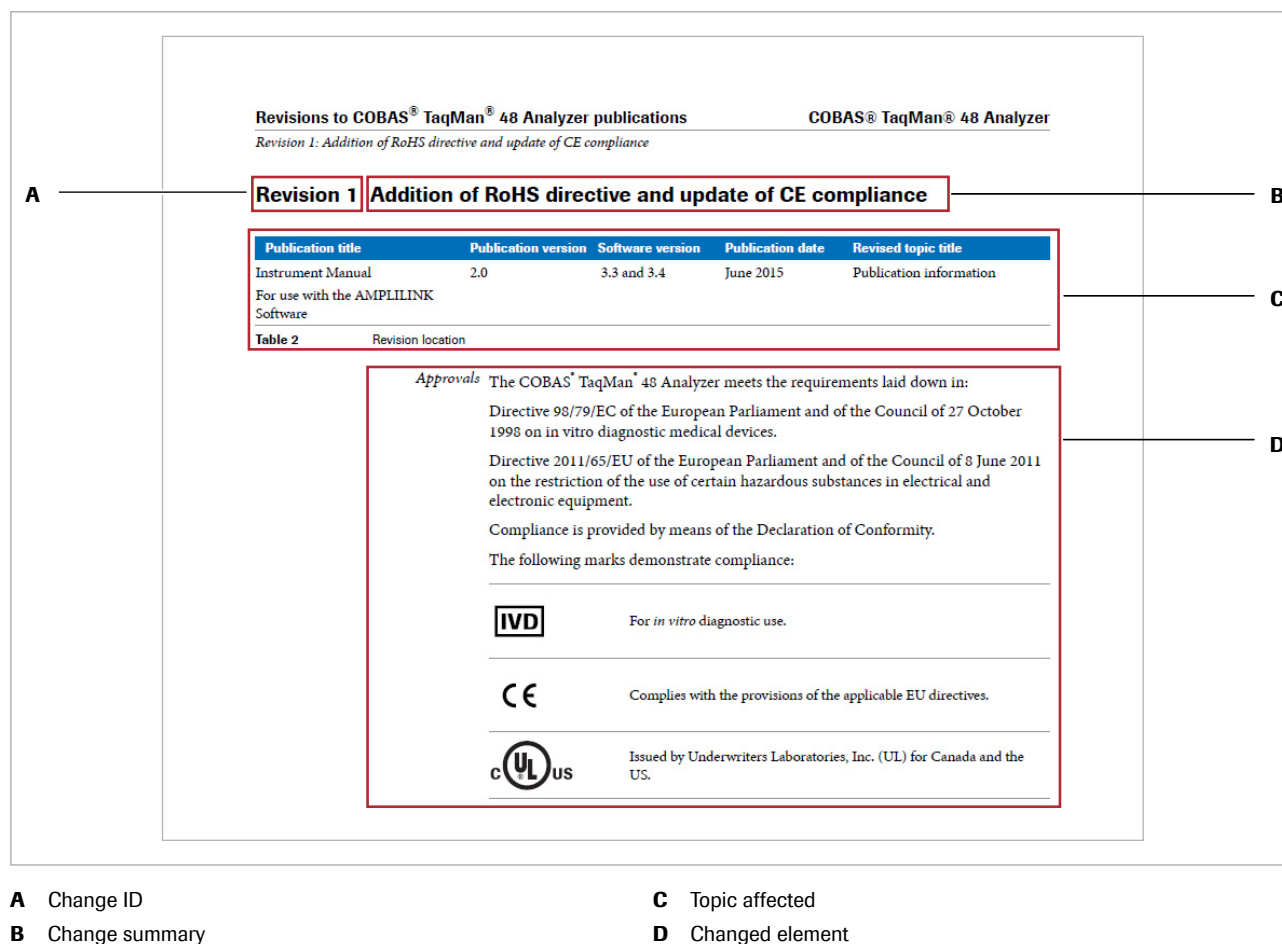 Revisions to COBAS® TaqMan® 48 Analyzer publications COBAS® TaqMan® 48 Analyzer
Revision 1: Addition of RoHS directive and update of CE compliance
A
Revision 1 Addition of RoHS directive and update of CE compliance
B
Publication title Publication version Software version Publication date Revised topic title
Instrument Manual 2.0 3.3 and 3.4 June 2015 Publication information
For use with the AMPLILINK
Software
C
Table 2 Revision location
Approvals The COBAS® TaqMan® 48 Analyzer meets the requirements laid down in:
Directive 98/79/EC of the European Parliament and of the Council of 27 October
1998 on in vitro diagnostic medical devices.
D
Directive 2011/65/EU of the European Parliament and of the Council of 8 June 2011
on the restriction of the use of certain hazardous substances in electrical and
electronic equipment.
Compliance is provided by means of the Declaration of Conformity.
The following marks demonstrate compliance:
IVD For in vitro diagnostic use.
CE Complies with the provisions of the applicable EU directives.
c UL® US Issued by Underwriters Laboratories, Inc. (UL) for Canada and the
US.
A Change ID C Topic affected
B Change summary D Changed element